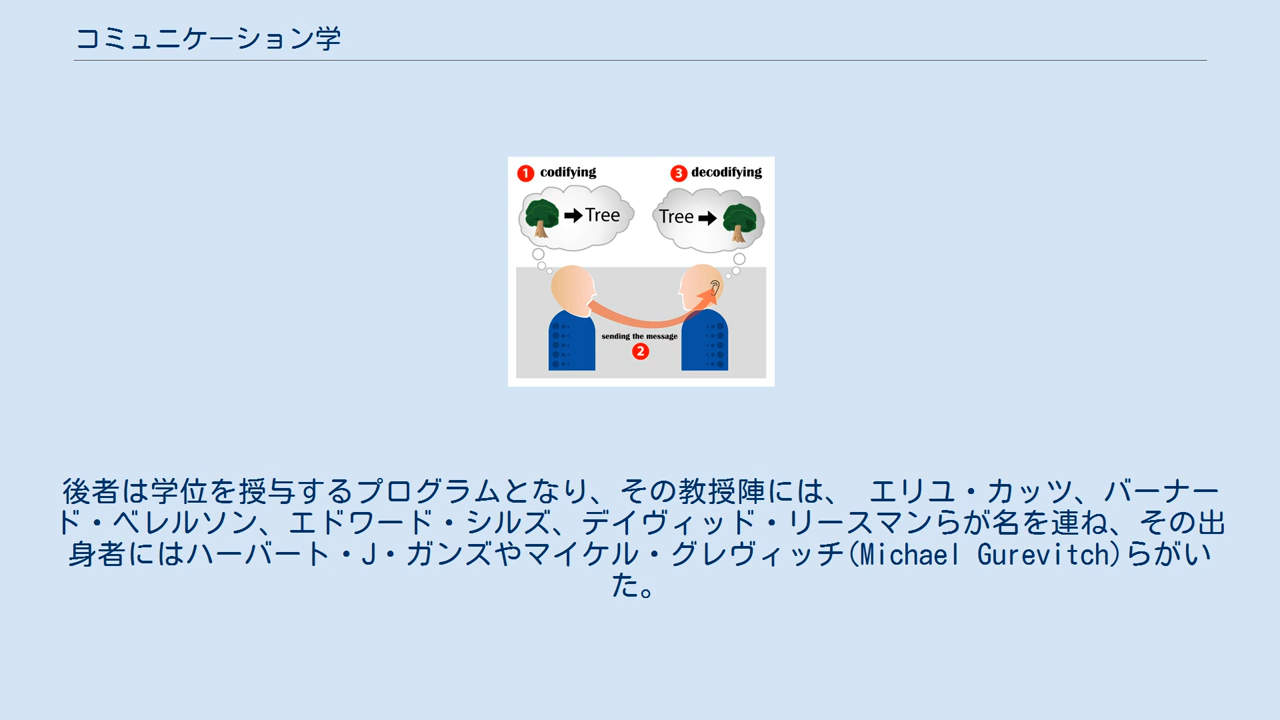 コミュニケーション学
1 codifying
3 decodifying
Tree
Tree
sending the message
2
後者は学位を授与するプログラムとなり、その教授陣には、 エリユ・カッツ、バーナー
ド・ベレルソン、エドワード・シルズ、デイヴィッド・リースマンらが名を連ね、その出
身者にはハーバート・J・ガンズやマイケル・グレヴィッチ(Michael Gurevitch)らがい
た。